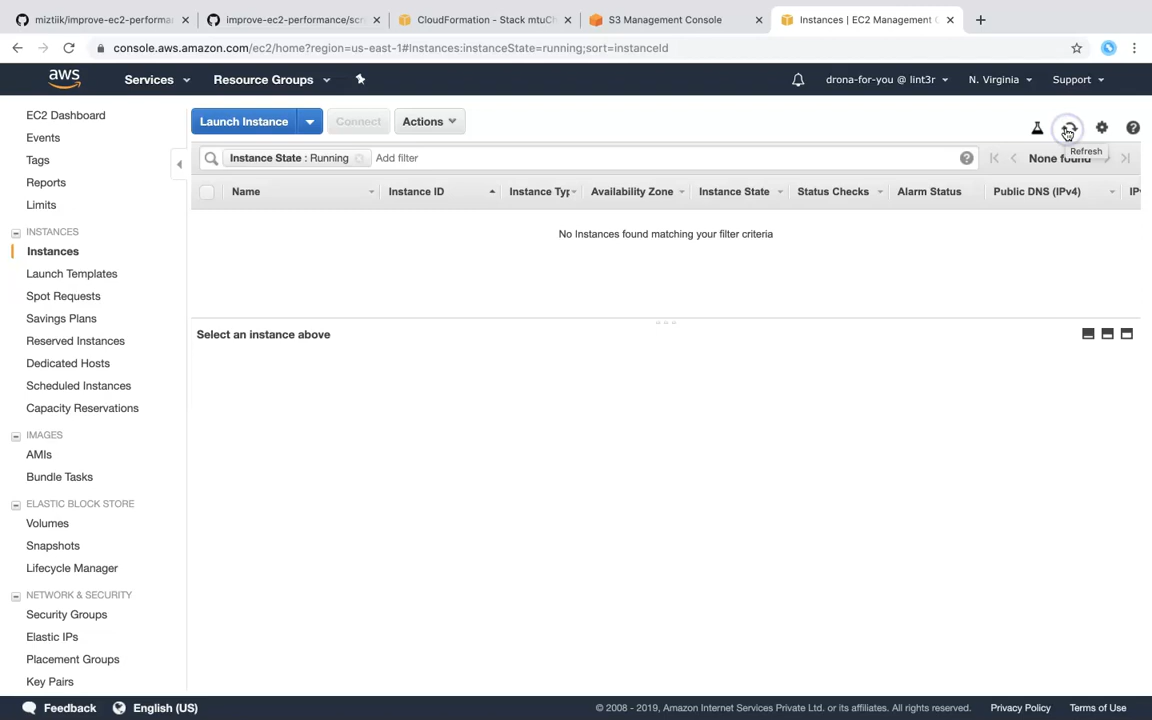 miztiik/improve-ec2-performa
improve-ec2-performance/scr
CloudFormation - Stack mtuCh
S3 Management Console
Instances | EC2 Management C
console.aws.amazon.com/ec2/home?region=us-east-1#Instances:instanceState=running;sort=instanceId
aws
Services
Resource Groups
drona-for-you @ lint3r
N. Virginia
Support
EC2 Dashboard
Events
Tags
Reports
Limits
INSTANCES
Instances
Launch Templates
Spot Requests
Savings Plans
Reserved Instances
Dedicated Hosts
Scheduled Instances
Capacity Reservations
IMAGES
AMIs
Bundle Tasks
ELASTIC BLOCK STORE
Volumes
Snapshots
Lifecycle Manager
NETWORK & SECURITY
Security Groups
Elastic IPs
Placement Groups
Key Pairs
Launch Instance
Connect
Actions
Refresh
Instance State : Running
Add filter
None found
Name
Instance ID
Instance Typ
Availability Zone
Instance State
Status Checks
Alarm Status
Public DNS (IPv4)
IP
No Instances found matching your filter criteria
Select an instance above
Feedback
English (US)
© 2008 - 2019, Amazon Internet Services Private Ltd. or its affiliates. All rights reserved.
Privacy Policy
Terms of Use